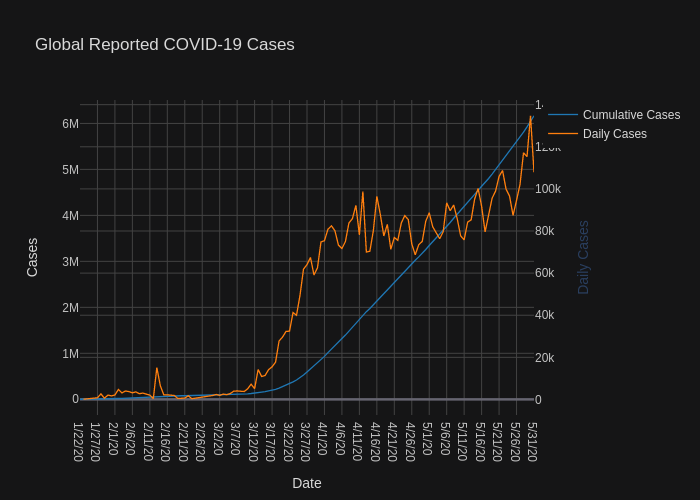 Global Reported COVID-19 Cases
Cumulative Cases
Daily Cases
6M
5M
4M
3M
2M
1M
0
Cases
100k
80k
60k
40k
20k
0
Daily Cases
1/22/20
1/27/20
2/1/20
2/6/20
2/11/20
2/16/20
2/21/20
2/26/20
3/2/20
3/7/20
3/12/20
3/17/20
3/22/20
3/27/20
4/1/20
4/6/20
4/11/20
4/16/20
4/21/20
4/26/20
5/1/20
5/6/20
5/11/20
5/16/20
5/21/20
5/26/20
5/31/20
Date